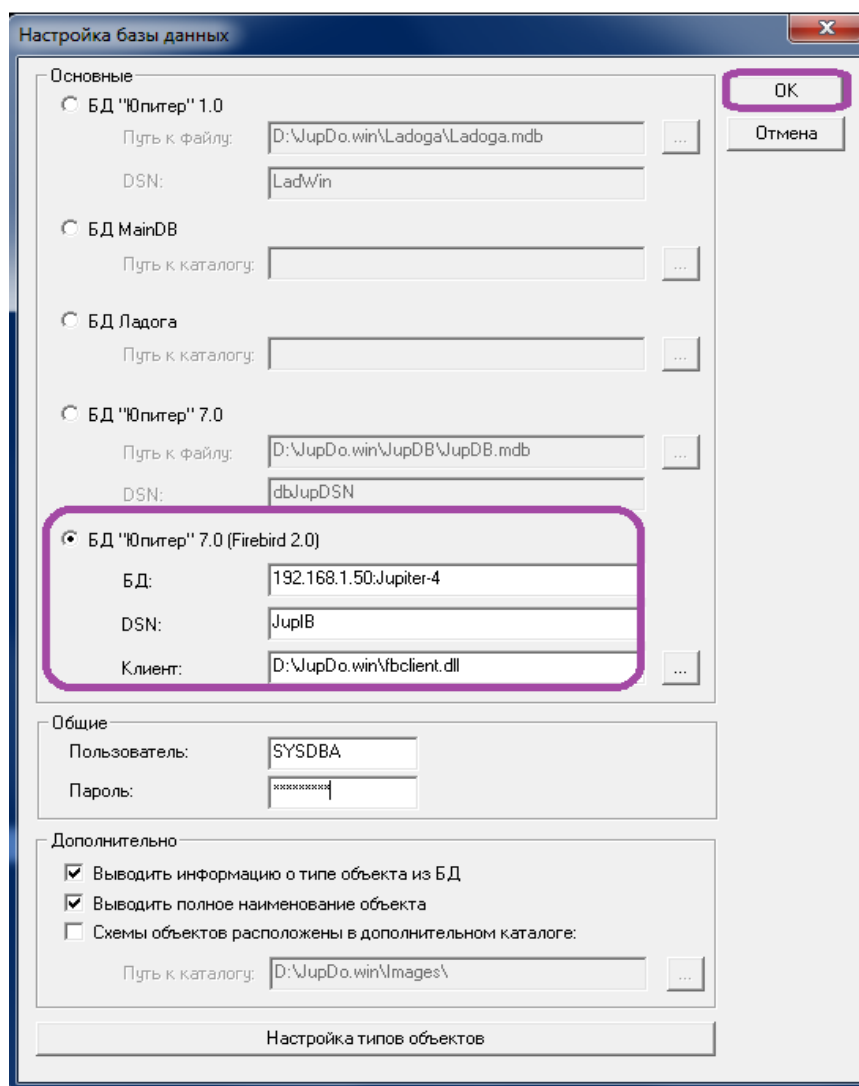 Настройка базы данных
Основные
OK
Отмена
БД "Юпитер" 1.0
Путь к файлу: D:\JupDo.win\Ladoga\Ladoga.mdb ...
DSN: LadWin
БД MainDB
Путь к каталогу: ...
БД Ладога
Путь к каталогу: ...
БД "Юпитер" 7.0
Путь к файлу: D:\JupDo.win\JupDB\JupDB.mdb ...
DSN: dbJupDSN
БД "Юпитер" 7.0 (Firebird 2.0)
БД: 192.168.1.50:Jupiter-4
DSN: JupIB
Клиент: D:\JupDo.win\fbclient.dll ...
Общие
Пользователь: SYSDBA
Пароль: *********
Дополнительно
Выводить информацию о типе объекта из БД
Выводить полное наименование объекта
Схемы объектов расположены в дополнительном каталоге:
Путь к каталогу: D:\JupDo.win\Images\ ...
Настройка типов объектов